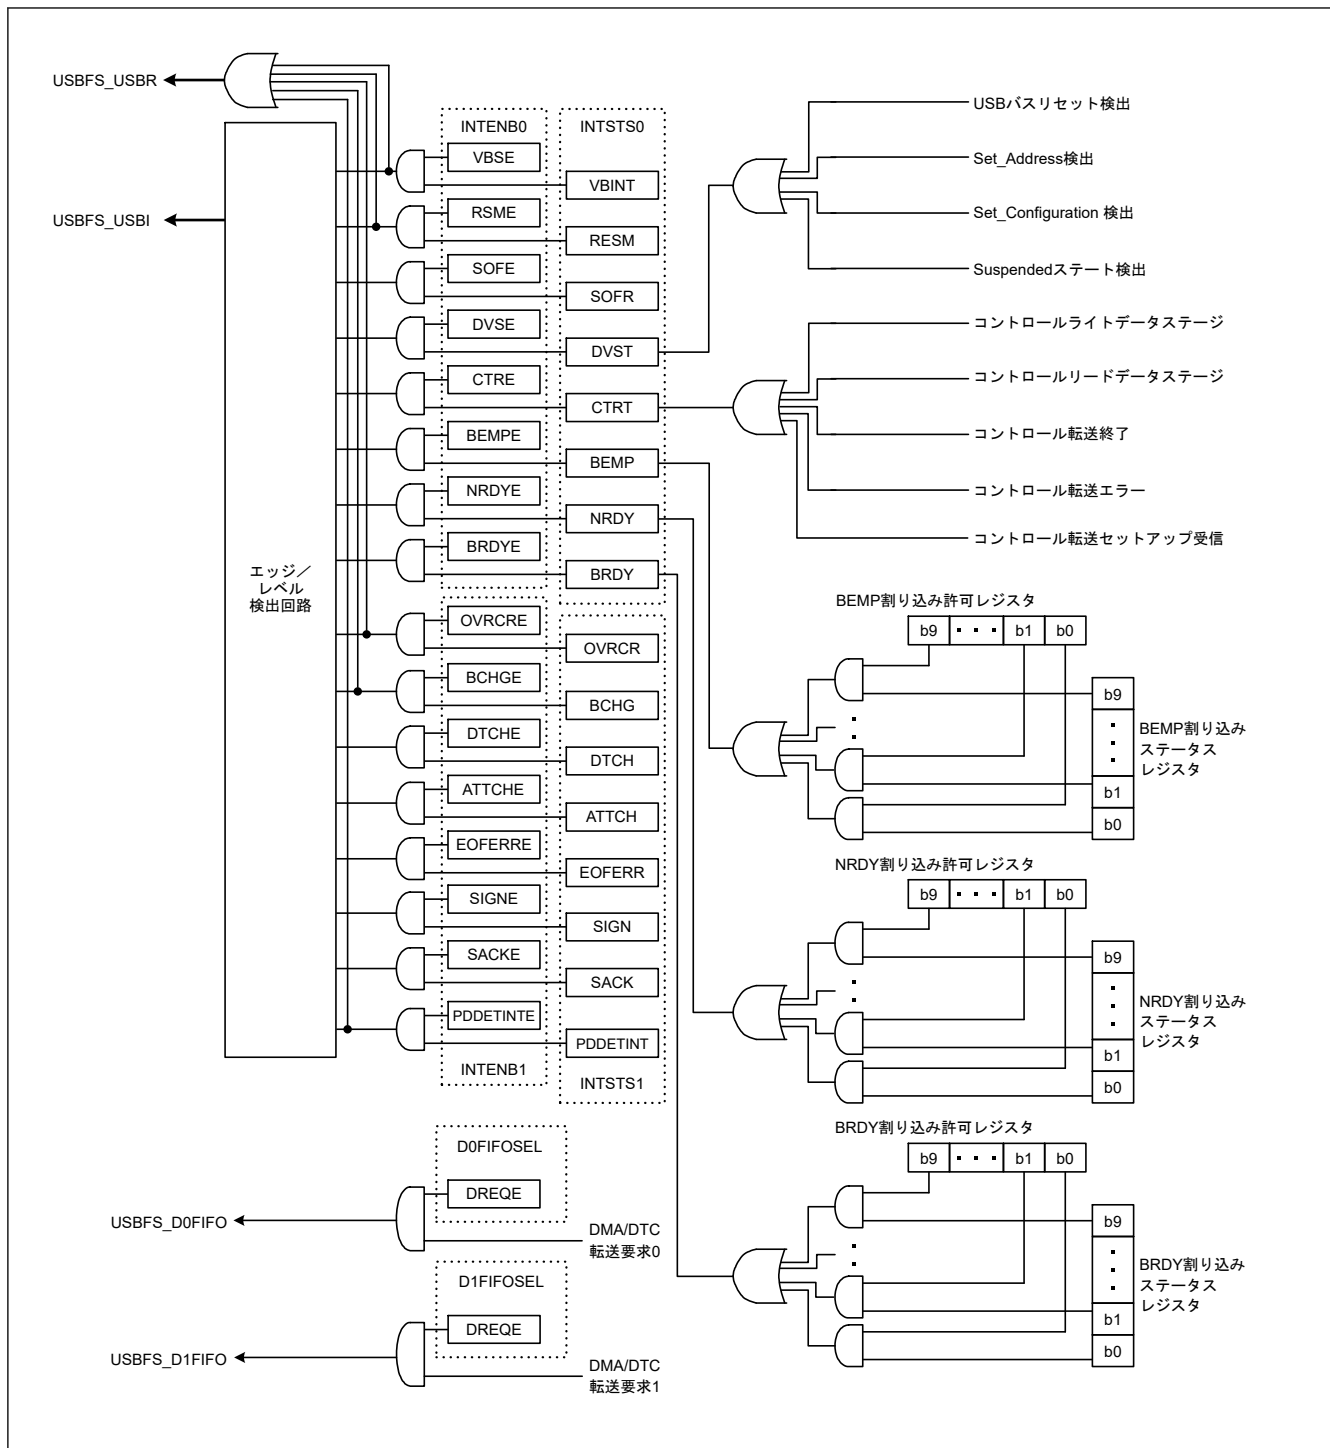 USBFS_USBR
USBFS_USBI
エッジ／
レベル
検出回路
INTENB0
VBSE
RSME
SOFE
DVSE
CTRE
BEMPE
NRDYE
BRDYE
INTSTS0
VBINT
RESM
SOFR
DVST
CTRT
BEMP
NRDY
BRDY
OVRCRE
BCHGE
DTCHE
ATTCHE
EOFERRE
SIGNE
SACKE
PDDETINTE
INTENB1
OVRCR
BCHG
DTCH
ATTCH
EOFERR
SIGN
SACK
PDDETINT
INTSTS1
USBバスリセット検出
Set_Address検出
Set_Configuration 検出
Suspendedステート検出
コントロールライトデータステージ
コントロールリードデータステージ
コントロール転送終了
コントロール転送エラー
コントロール転送セットアップ受信
BEMP割り込み許可レジスタ
b9 ・・・ b1 b0
b9
b1
b0
BEMP割り込み
ステータス
レジスタ
NRDY割り込み許可レジスタ
b9 ・・・ b1 b0
b9
b1
b0
NRDY割り込み
ステータス
レジスタ
BRDY割り込み許可レジスタ
b9 ・・・ b1 b0
b9
b1
b0
BRDY割り込み
ステータス
レジスタ
D0FIFOSEL
DREQE
USBFS_D0FIFO
DMA/DTC
転送要求0
D1FIFOSEL
DREQE
USBFS_D1FIFO
DMA/DTC
転送要求1